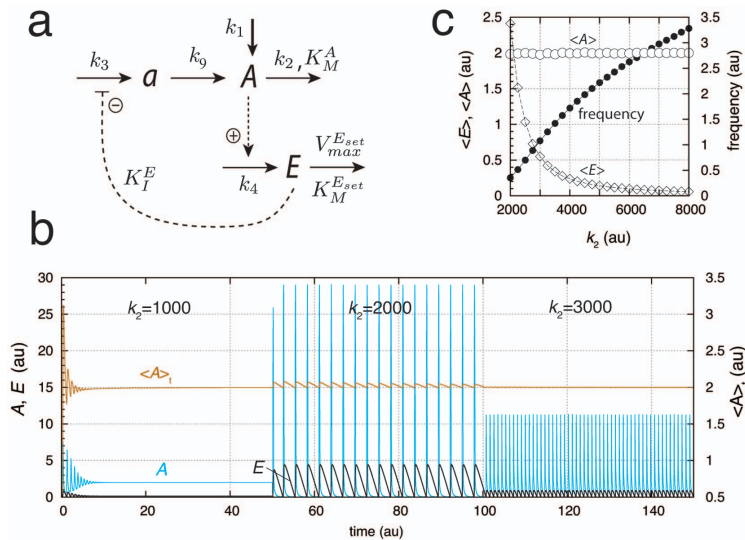 a
k₁
k₃ a k₉ A k₂, K_M^A
−
+
K_I^E
k₄ E V_max^{E_set}
K_M^{E_set}
c
2.5
2
1.5
1
0.5
0
<E>, <A> (au)
<A>
frequency
<E>
3.5
3
2.5
2
1.5
1
0.5
0
frequency (au)
2000 4000 6000 8000
k₂ (au)
b
30
25
20
15
10
5
0
A, E (au)
k₂=1000 k₂=2000 k₂=3000
<A>ₜ
A
E
3.5
3
2.5
2
1.5
1
0.5
<A>ₜ (au)
0 20 40 60 80 100 120 140
time (au)